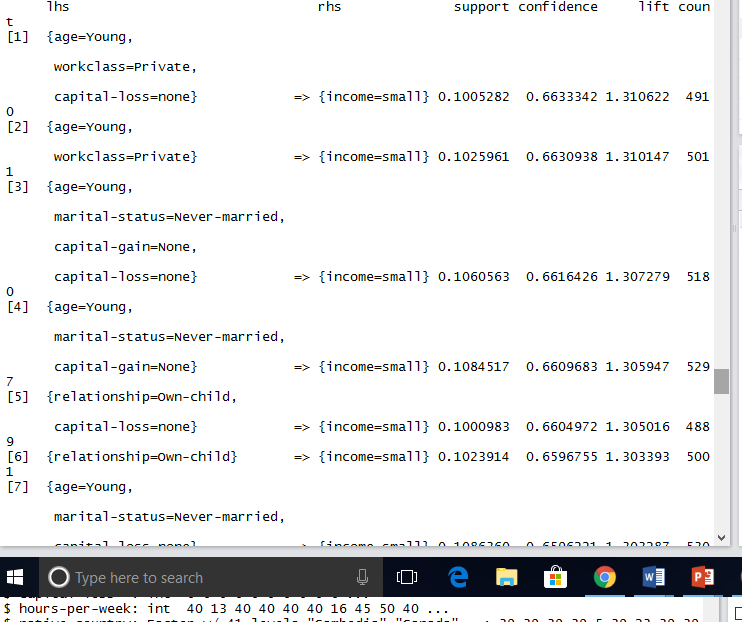 lhs rhs support confidence lift coun
t
[1] {age=Young,
workclass=Private,
capital-loss=none} => {income=small} 0.1005282 0.6633342 1.310622 491
0
[2] {age=Young,
workclass=Private} => {income=small} 0.1025961 0.6630938 1.310147 501
1
[3] {age=Young,
marital-status=Never-married,
capital-gain=None,
capital-loss=none} => {income=small} 0.1060563 0.6616426 1.307279 518
0
[4] {age=Young,
marital-status=Never-married,
capital-gain=None} => {income=small} 0.1084517 0.6609683 1.305947 529
7
[5] {relationship=Own-child,
capital-loss=none} => {income=small} 0.1000983 0.6604972 1.305016 488
9
[6] {relationship=Own-child} => {income=small} 0.1023914 0.6596755 1.303393 500
1
[7] {age=Young,
marital-status=Never-married,
capital-loss=none} => {income=small}
Type here to search
$ hours-per-week: int 40 13 40 40 40 40 16 45 50 40 ...
$ native-country: Factor w/ 41 levels "Cambodia","Canada",..: